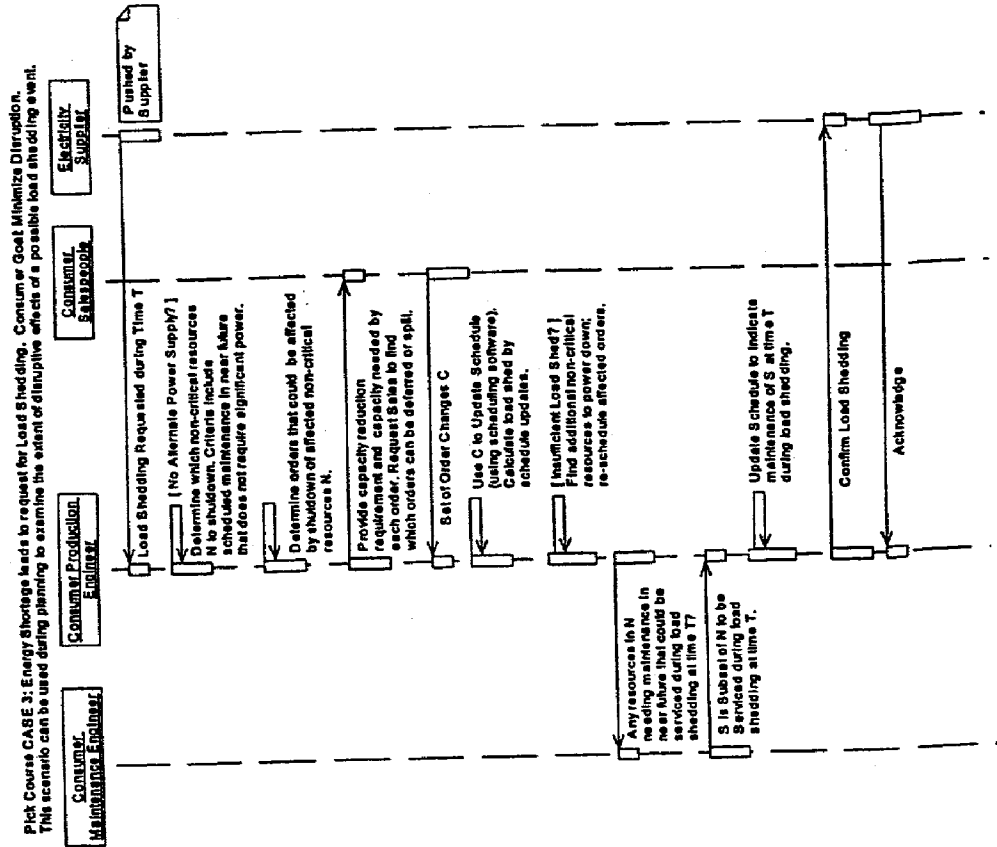 Pick Course CASE 3: Energy Shortage leads to request for Load Shedding. Consumer Goal: Minimize Disruption.
This scenario can be used during planning to examine the extent of disruptive effects of a possible load shedding event.
Consumer
Maintenance Engineer
Consumer Production
Engineer
Consumer
Salespeople
Electricity
Supplier
Pushed by
Supplier
Load Shedding Requested during Time T
[ No Alternate Power Supply? ]
Determine which non-critical resources
N to shutdown. Criteria include
scheduled maintenance in near future
that does not require significant power.
Determine orders that could be affected
by shutdown of affected non-critical
resources N.
Provide capacity reduction
requirement and capacity needed by
each order. Request Sales to find
which orders can be deferred or split.
Set of Order Changes C
Use C to Update Schedule
(using scheduling software).
Calculate load shed by
schedule updates.
[ Insufficient Load Shed? ]
Find additional non-critical
resources to power down;
re-schedule affected orders.
Any resources in N
needing maintenance in
near future that could be
serviced during load
shedding at time T?
S is Subset of N to be
Serviced during load
shedding at time T.
Update Schedule to indicate
maintenance of S at time T
during load shedding.
Confirm Load Shedding
Acknowledge